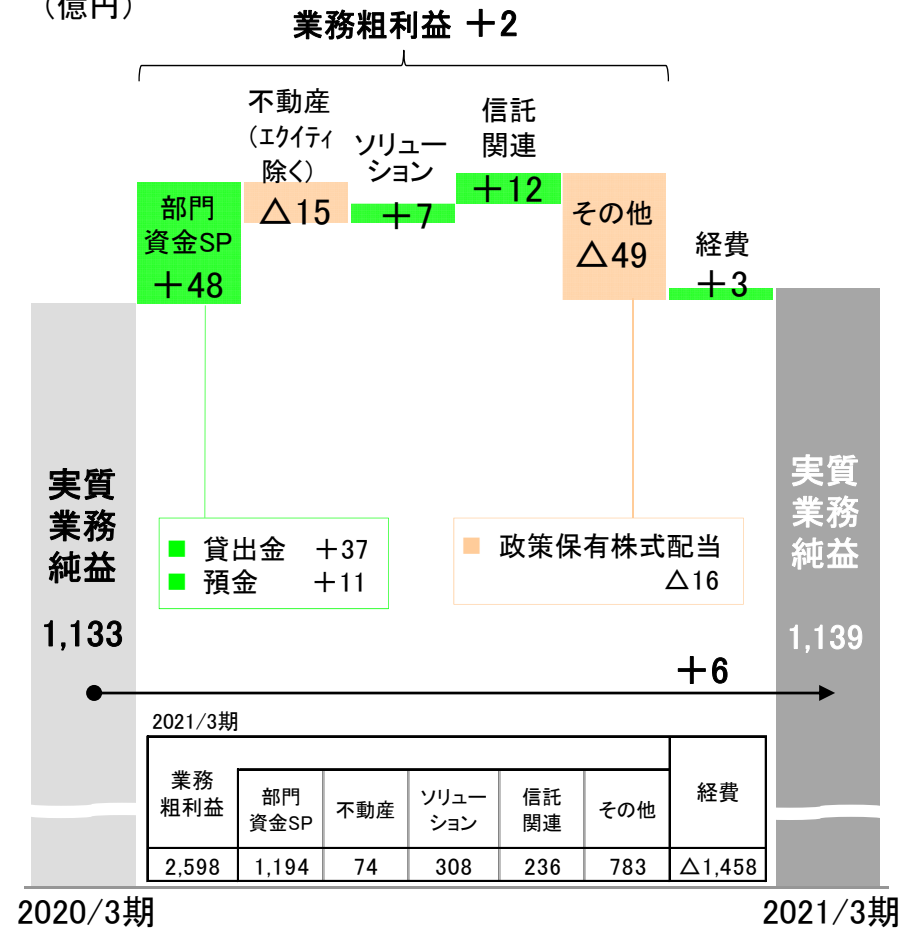 （億円）
業務粗利益 ＋2
不動産
（エクイティ
除く）
△15
ソリュー
ション
＋7
信託
関連
＋12
部門
資金SP
＋48
その他
△49
経費
＋3
実質
業務
純益
1,133
■ 貸出金 ＋37
■ 預金 ＋11
■ 政策保有株式配当
△16
実質
業務
純益
1,139
＋6
2021/3期
業務
粗利益
部門
資金SP
不動産
ソリュー
ション
信託
関連
その他
経費
2,598 1,194 74 308 236 783 △1,458
2020/3期
2021/3期